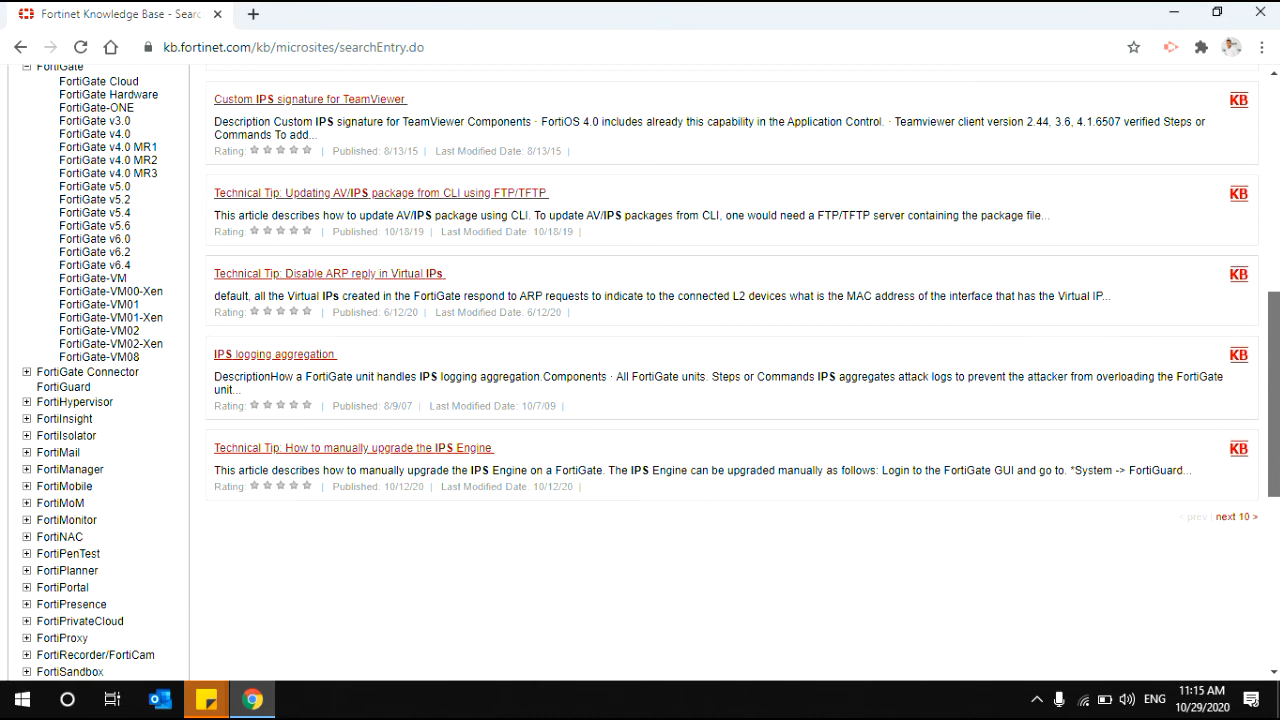 Fortinet Knowledge Base - Searc
kb.fortinet.com/kb/microsites/searchEntry.do
FortiGate
FortiGate Cloud
FortiGate Hardware
FortiGate-ONE
FortiGate v3.0
FortiGate v4.0
FortiGate v4.0 MR1
FortiGate v4.0 MR2
FortiGate v4.0 MR3
FortiGate v5.0
FortiGate v5.2
FortiGate v5.4
FortiGate v5.6
FortiGate v6.0
FortiGate v6.2
FortiGate v6.4
FortiGate-VM
FortiGate-VM00-Xen
FortiGate-VM01
FortiGate-VM01-Xen
FortiGate-VM02
FortiGate-VM02-Xen
FortiGate-VM08
FortiGate Connector
FortiGuard
FortiHypervisor
FortiInsight
FortiIsolator
FortiMail
FortiManager
FortiMobile
FortiMoM
FortiMonitor
FortiNAC
FortiPenTest
FortiPlanner
FortiPortal
FortiPresence
FortiPrivateCloud
FortiProxy
FortiRecorder/FortiCam
FortiSandbox
Custom IPS signature for TeamViewer
KB
Description Custom IPS signature for TeamViewer Components · FortiOS 4.0 includes already this capability in the Application Control. · Teamviewer client version 2.44, 3.6, 4.1.6507 verified Steps or
Commands To add...
Rating: | Published: 8/13/15 | Last Modified Date: 8/13/15 |
Technical Tip: Updating AV/IPS package from CLI using FTP/TFTP
KB
This article describes how to update AV/IPS package using CLI. To update AV/IPS packages from CLI, one would need a FTP/TFTP server containing the package file...
Rating: | Published: 10/18/19 | Last Modified Date: 10/18/19 |
Technical Tip: Disable ARP reply in Virtual IPs
KB
default, all the Virtual IPs created in the FortiGate respond to ARP requests to indicate to the connected L2 devices what is the MAC address of the interface that has the Virtual IP...
Rating: | Published: 6/12/20 | Last Modified Date: 6/12/20 |
IPS logging aggregation
KB
DescriptionHow a FortiGate unit handles IPS logging aggregation.Components · All FortiGate units. Steps or Commands IPS aggregates attack logs to prevent the attacker from overloading the FortiGate
unit...
Rating: | Published: 8/9/07 | Last Modified Date: 10/7/09 |
Technical Tip: How to manually upgrade the IPS Engine
KB
This article describes how to manually upgrade the IPS Engine on a FortiGate. The IPS Engine can be upgraded manually as follows: Login to the FortiGate GUI and go to. *System -> FortiGuard...
Rating: | Published: 10/12/20 | Last Modified Date: 10/12/20 |
< prev | next 10 >
ENG
11:15 AM
10/29/2020